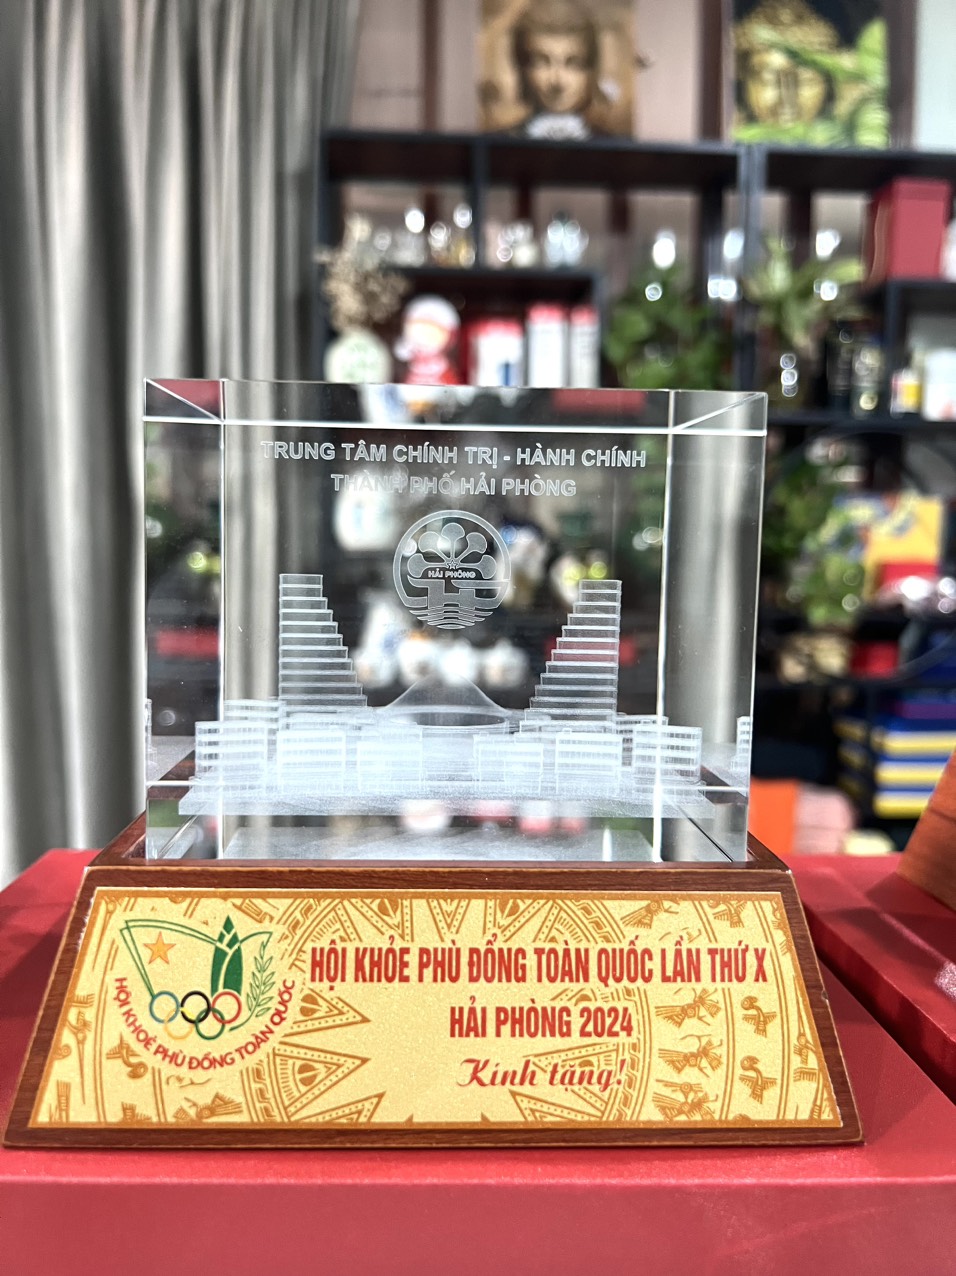 TRUNG TÂM CHÍNH TRỊ - HÀNH CHÍNH
THÀNH PHỐ HẢI PHÒNG
HẢI PHÒNG
HỘI KHỎE PHÙ ĐỔNG TOÀN QUỐC LẦN THỨ X
HẢI PHÒNG 2024
Kính tặng!
HỘI KHOẺ PHÙ ĐỔNG TOÀN QUỐC